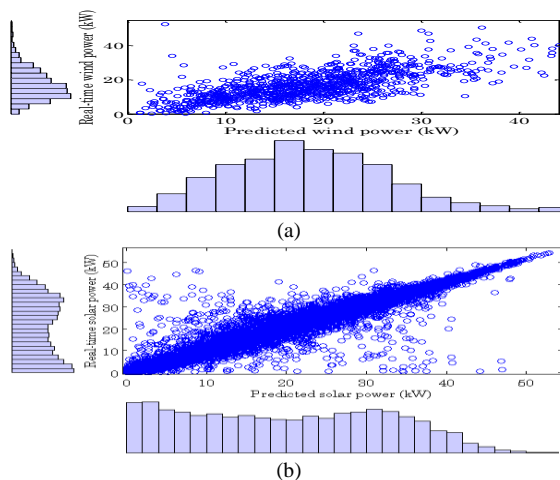 Real-time wind power (kW)
40
20
0
0 10 20 30 40
Predicted wind power (kW)
(a)
Real-time solar power (kW)
50
40
30
20
10
0
0 10 20 30 40 50
Predicted solar power (kW)
(b)